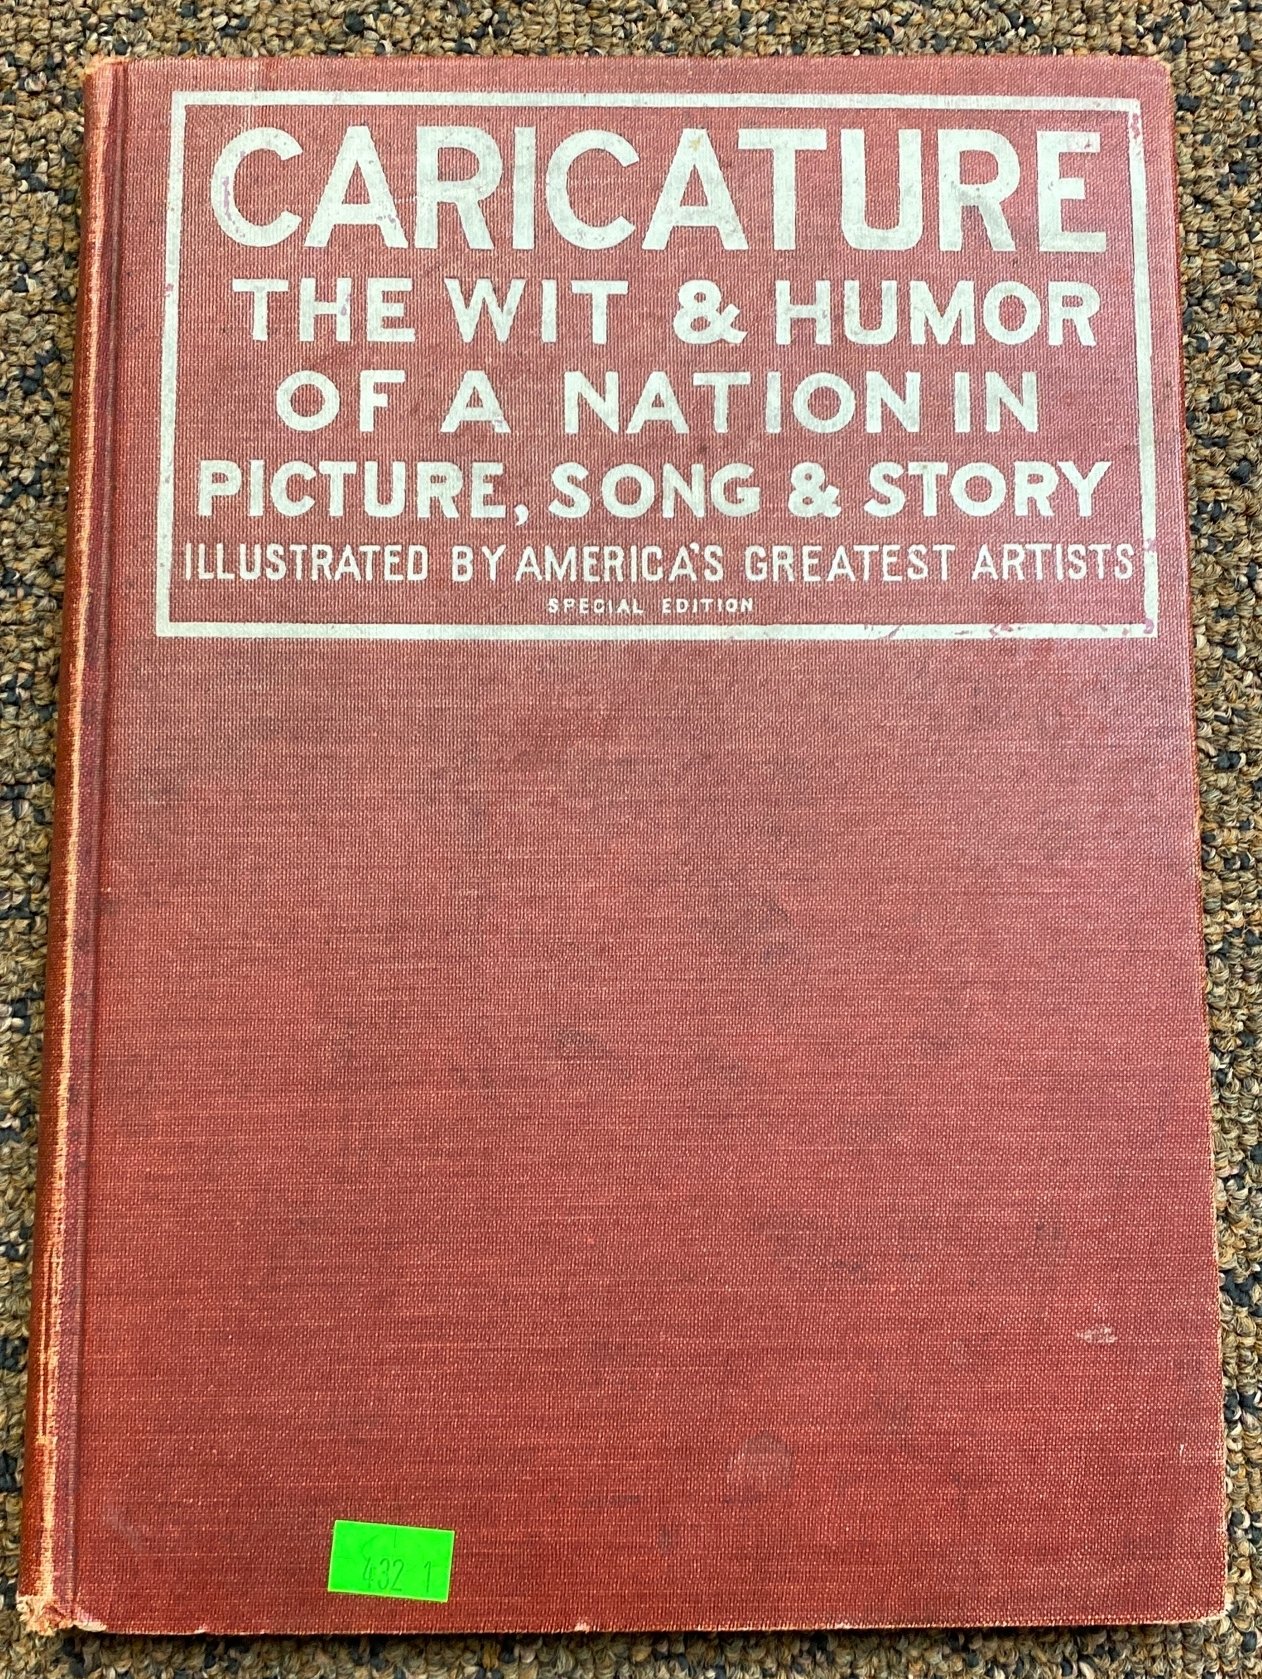 CARICATURE
THE WIT & HUMOR
OF A NATION IN
PICTURE, SONG & STORY
ILLUSTRATED BY AMERICA'S GREATEST ARTISTS
SPECIAL EDITION
432 1